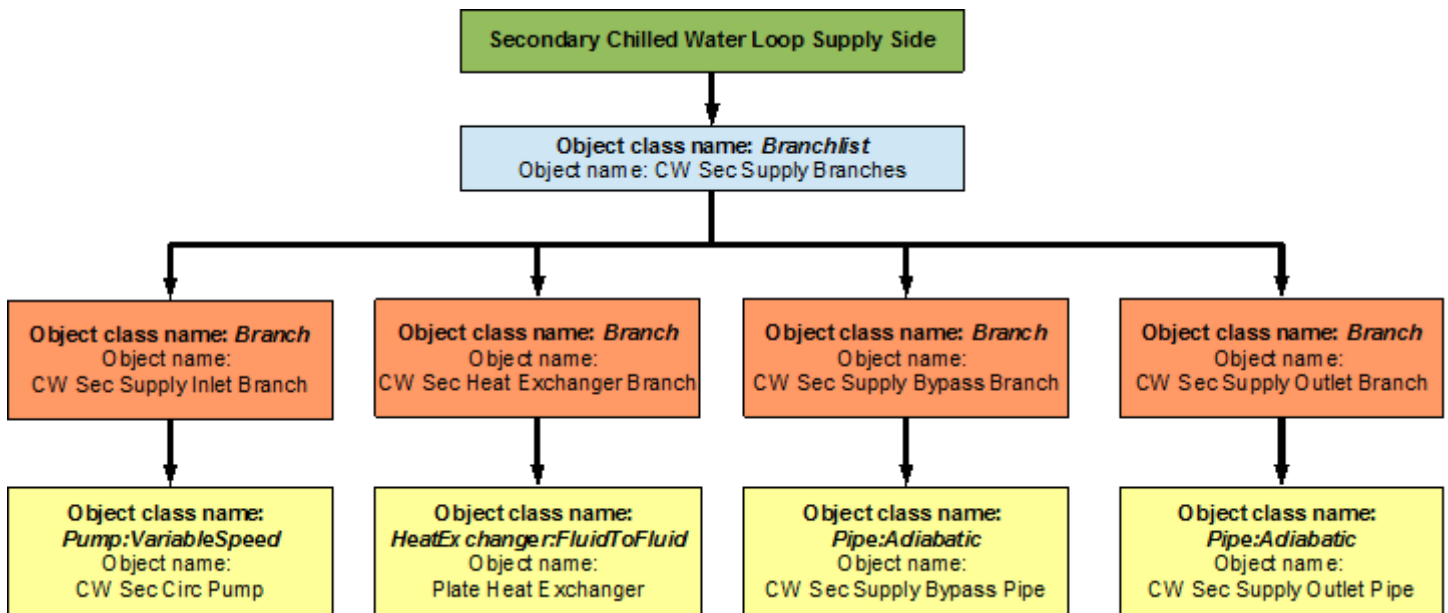 Secondary Chilled Water Loop Supply Side
Object class name: Branchlist
Object name: CW Sec Supply Branches
Object class name: Branch
Object name:
CW Sec Supply Inlet Branch
Object class name: Branch
Object name:
CW Sec Heat Exchanger Branch
Object class name: Branch
Object name:
CW Sec Supply Bypass Branch
Object class name: Branch
Object name:
CW Sec Supply Outlet Branch
Object class name:
Pump:VariableSpeed
Object name:
CW Sec Circ Pump
Object class name:
HeatExchanger:FluidToFluid
Object name:
Plate Heat Exchanger
Object class name:
Pipe:Adiabatic
Object name:
CW Sec Supply Bypass Pipe
Object class name:
Pipe:Adiabatic
Object name:
CW Sec Supply Outlet Pipe